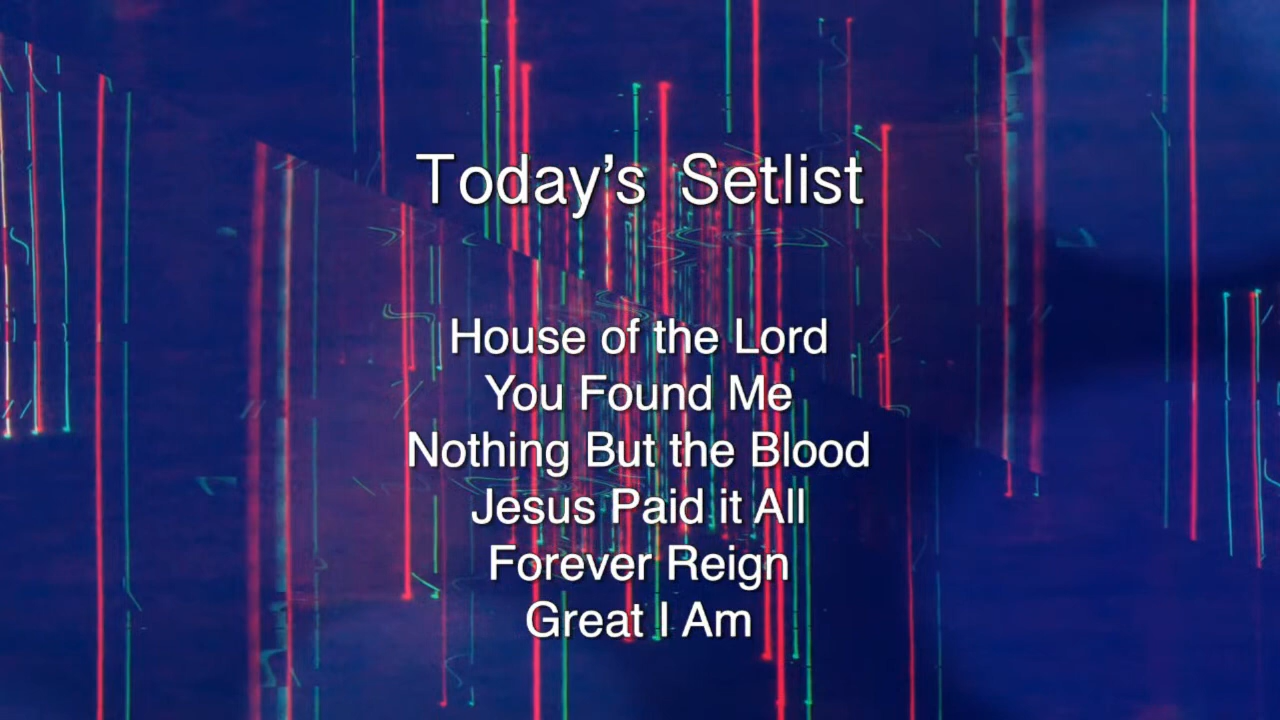 Today’s Setlist
House of the Lord
You Found Me
Nothing But the Blood
Jesus Paid it All
Forever Reign
Great I Am